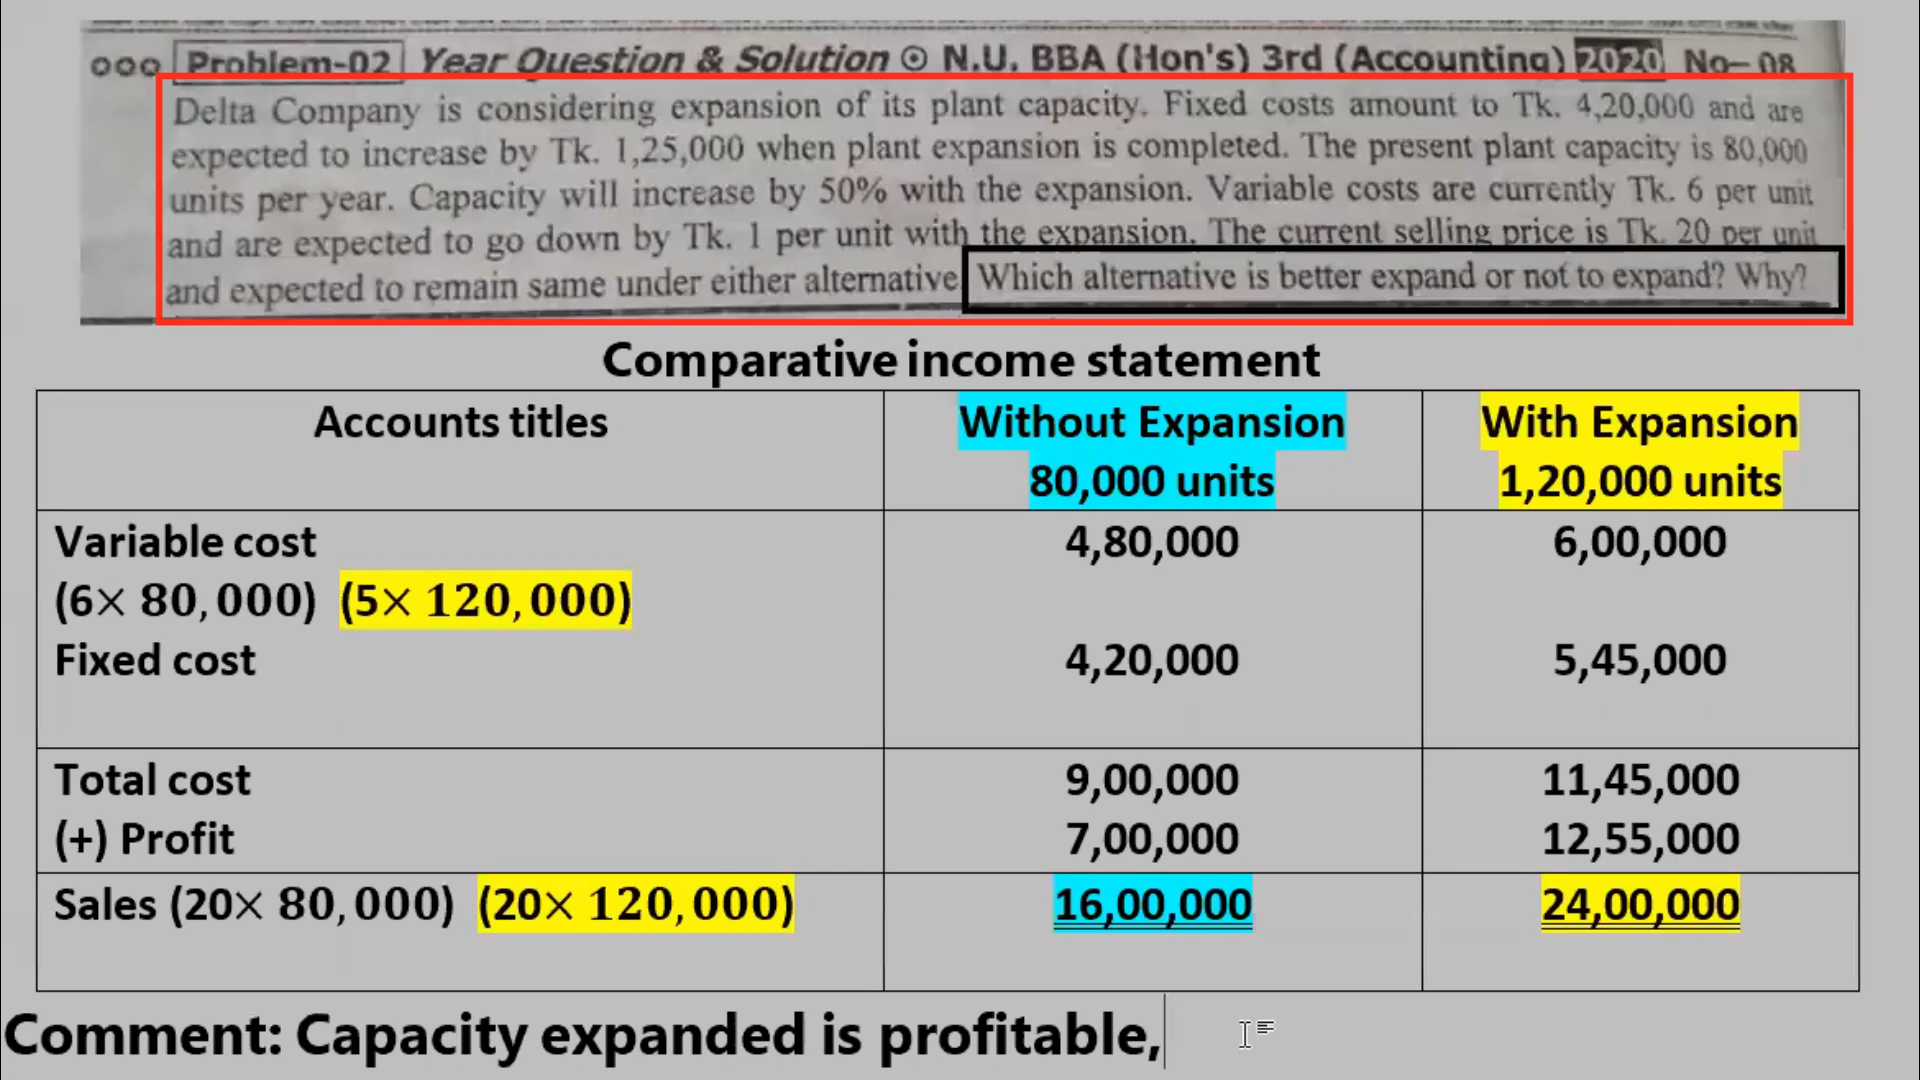 ooo Problem-02 Year Question & Solution ⊙ N.U. BBA (Hon's) 3rd (Accounting) 2020 No– 08
Delta Company is considering expansion of its plant capacity. Fixed costs amount to Tk. 4,20,000 and are
expected to increase by Tk. 1,25,000 when plant expansion is completed. The present plant capacity is 80,000
units per year. Capacity will increase by 50% with the expansion. Variable costs are currently Tk. 6 per unit
and are expected to go down by Tk. 1 per unit with the expansion. The current selling price is Tk. 20 per unit
and expected to remain same under either alternative Which alternative is better expand or not to expand? Why?
Comparative income statement
Accounts titles Without Expansion With Expansion
80,000 units 1,20,000 units
Variable cost 4,80,000 6,00,000
(6× 80,000) (5× 120,000)
Fixed cost 4,20,000 5,45,000
Total cost 9,00,000 11,45,000
(+) Profit 7,00,000 12,55,000
Sales (20× 80,000) (20× 120,000) 16,00,000 24,00,000
Comment: Capacity expanded is profitable,